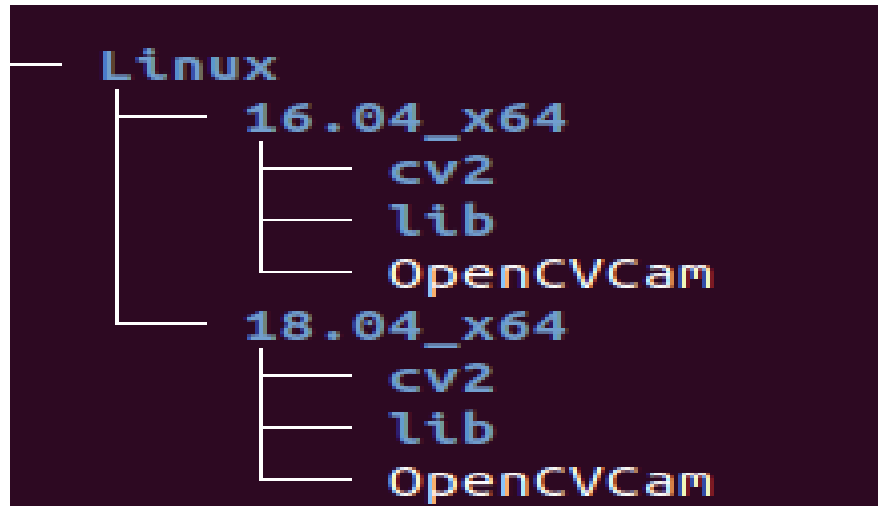 Linux
16.04_x64
cv2
lib
OpenCVCam
18.04_x64
cv2
lib
OpenCVCam